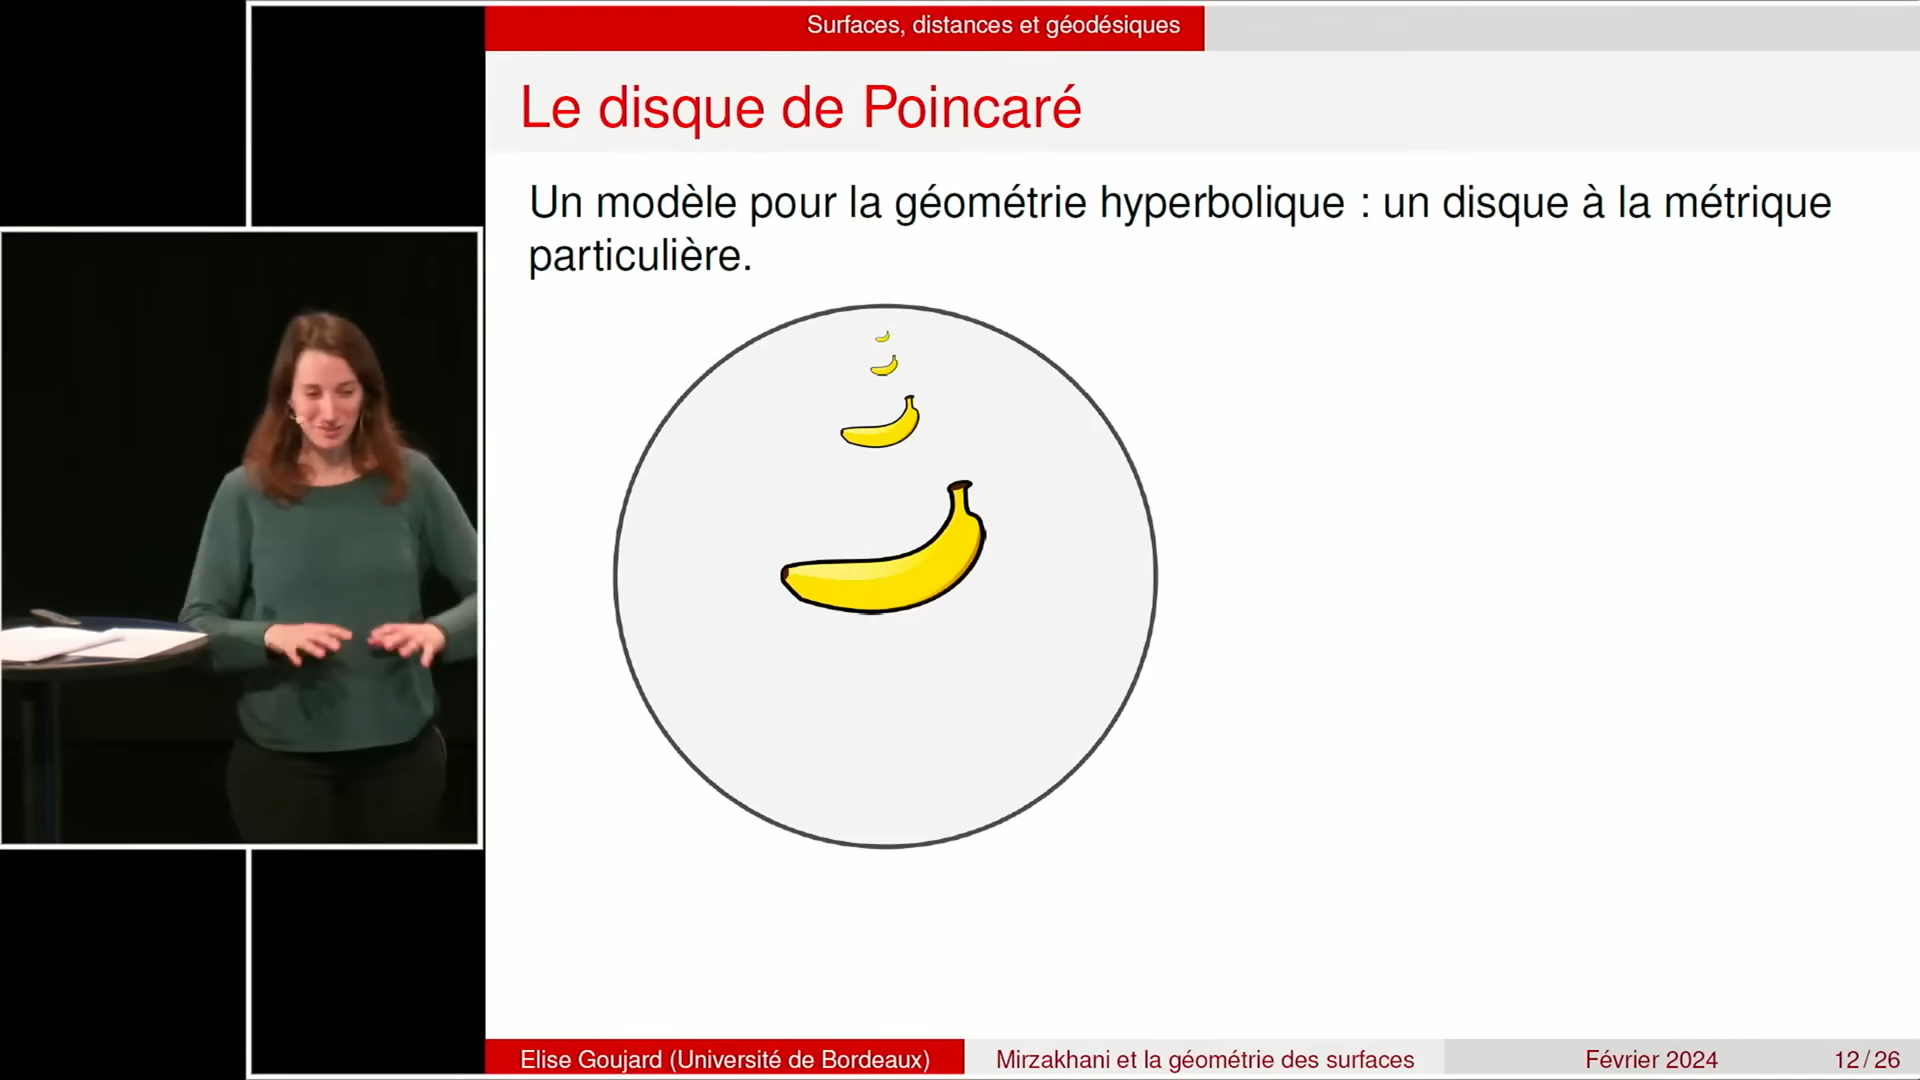 Surfaces, distances et géodésiques
Le disque de Poincaré
Un modèle pour la géométrie hyperbolique : un disque à la métrique
particulière.
Elise Goujard (Université de Bordeaux)
Mirzakhani et la géométrie des surfaces
Février 2024
12 / 26